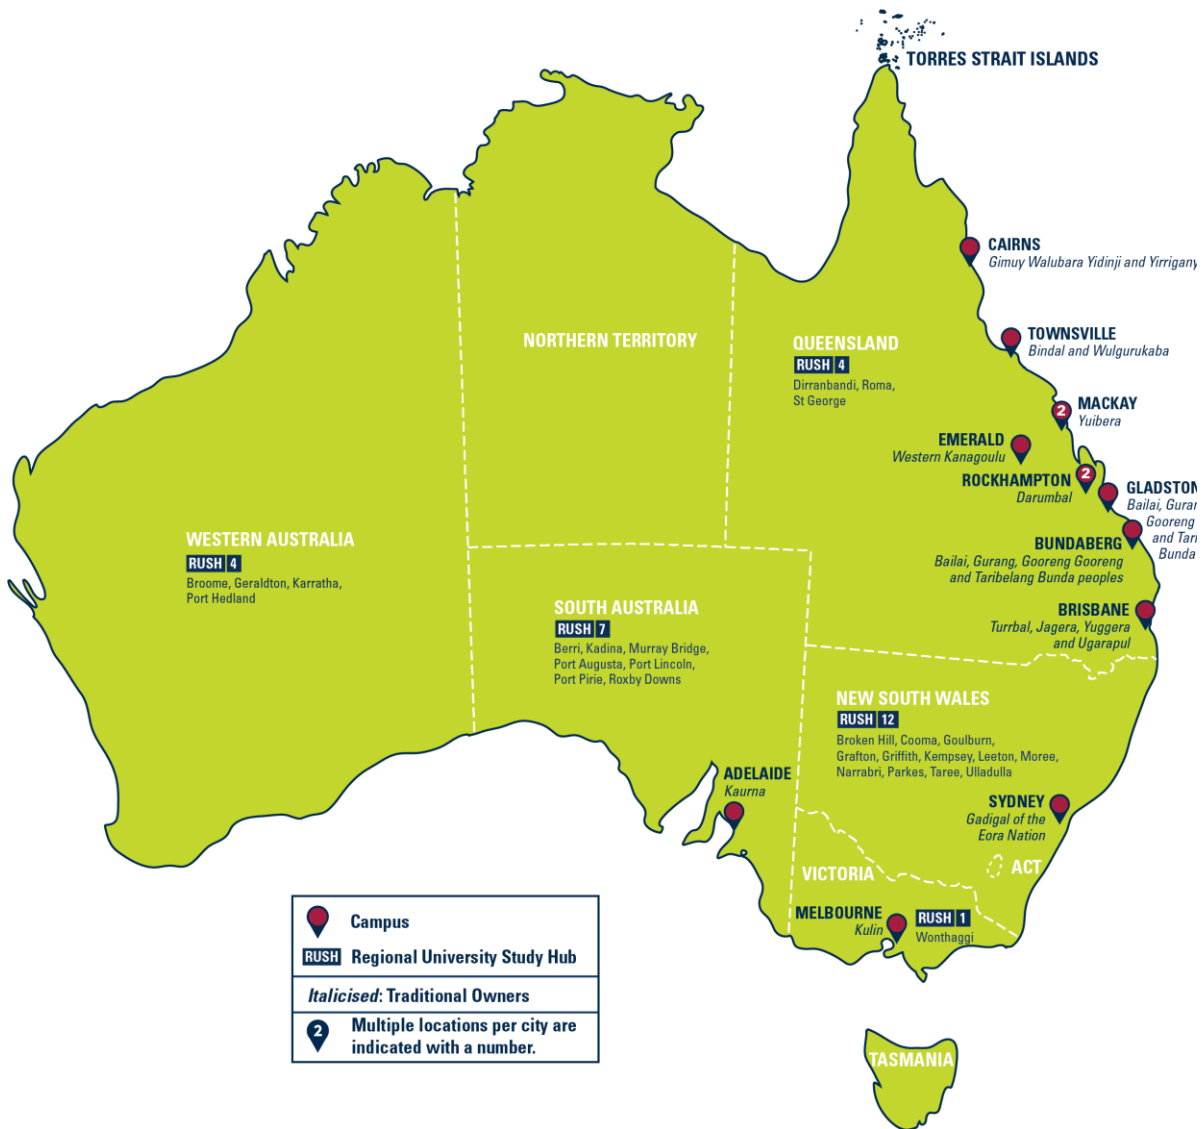 TORRES STRAIT ISLANDS
CAIRNS
Gimuy Walubara Yidinji and Yirrigany
TOWNSVILLE
Bindal and Wulgurukaba
NORTHERN TERRITORY
QUEENSLAND
RUSH 4
Dirranbandi, Roma,
St George
2
MACKAY
Yuibera
EMERALD
Western Kanagoulu
2
ROCKHAMPTON
Darumbal
GLADSTON
Bailai, Guran
Gooreng
and Tari
Bunda
BUNDABERG
Bailai, Gurang, Gooreng Gooreng
and Taribelang Bunda peoples
WESTERN AUSTRALIA
RUSH 4
Broome, Geraldton, Karratha,
Port Hedland
SOUTH AUSTRALIA
RUSH 7
Berri, Kadina, Murray Bridge,
Port Augusta, Port Lincoln,
Port Pirie, Roxby Downs
BRISBANE
Turrbal, Jagera, Yuggera
and Ugarapul
NEW SOUTH WALES
RUSH 12
Broken Hill, Cooma, Goulburn,
Grafton, Griffith, Kempsey, Leeton, Moree,
Narrabri, Parkes, Taree, Ulladulla
ADELAIDE
Kaurna
SYDNEY
Gadigal of the
Eora Nation
ACT
VICTORIA
MELBOURNE
Kulin
RUSH 1
Wonthaggi
TASMANIA
Campus
RUSH Regional University Study Hub
Italicised: Traditional Owners
2 Multiple locations per city are
indicated with a number.